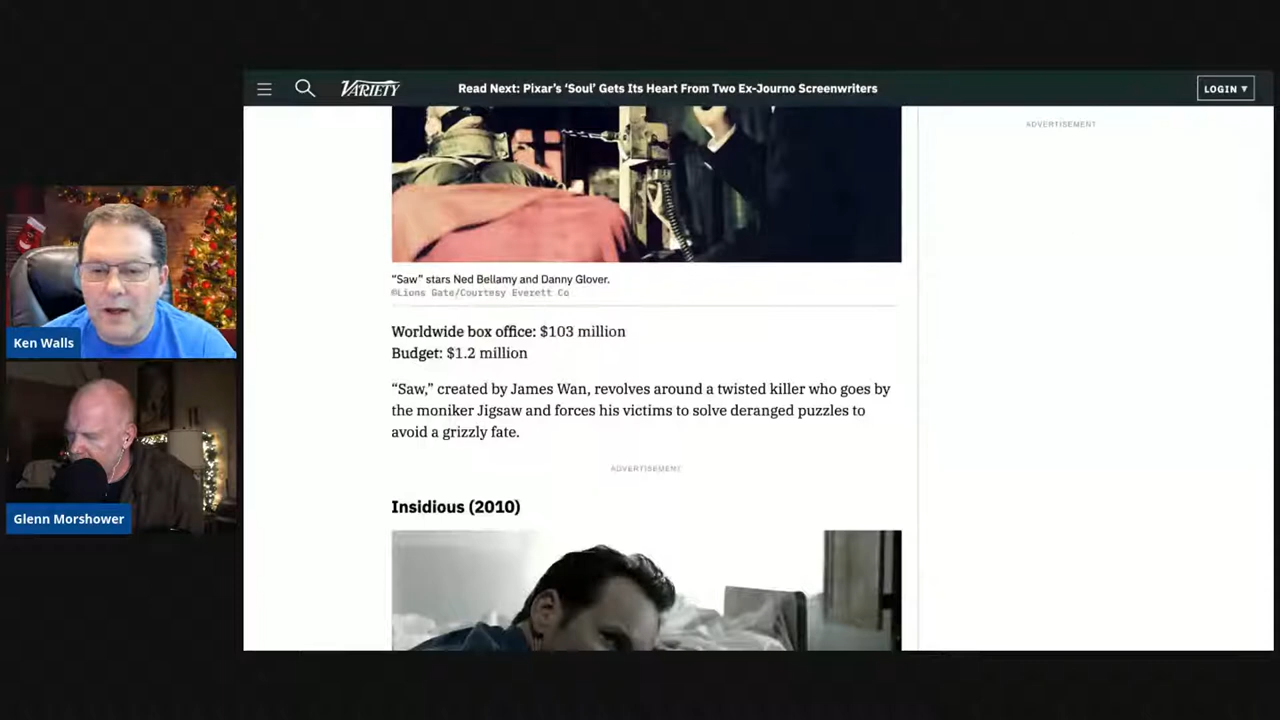 VARIETY
Read Next: Pixar's ‘Soul’ Gets Its Heart From Two Ex-Journo Screenwriters
LOGIN ▼
ADVERTISEMENT
“Saw” stars Ned Bellamy and Danny Glover.
©Lions Gate/Courtesy Everett Co
Worldwide box office: $103 million
Budget: $1.2 million
“Saw,” created by James Wan, revolves around a twisted killer who goes by
the moniker Jigsaw and forces his victims to solve deranged puzzles to
avoid a grizzly fate.
ADVERTISEMENT
Insidious (2010)
Ken Walls
Glenn Morshower